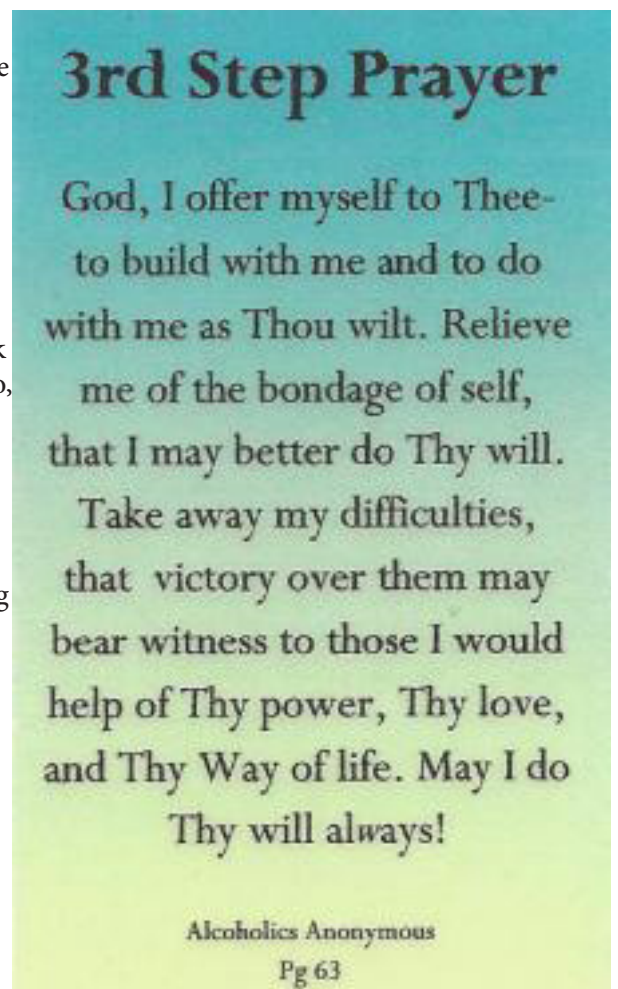 3rd Step Prayer
God, I offer myself to Thee-
to build with me and to do
with me as Thou wilt. Relieve
me of the bondage of self,
that I may better do Thy will.
Take away my difficulties,
that victory over them may
bear witness to those I would
help of Thy power, Thy love,
and Thy Way of life. May I do
Thy will always!
Alcoholics Anonymous
Pg 63